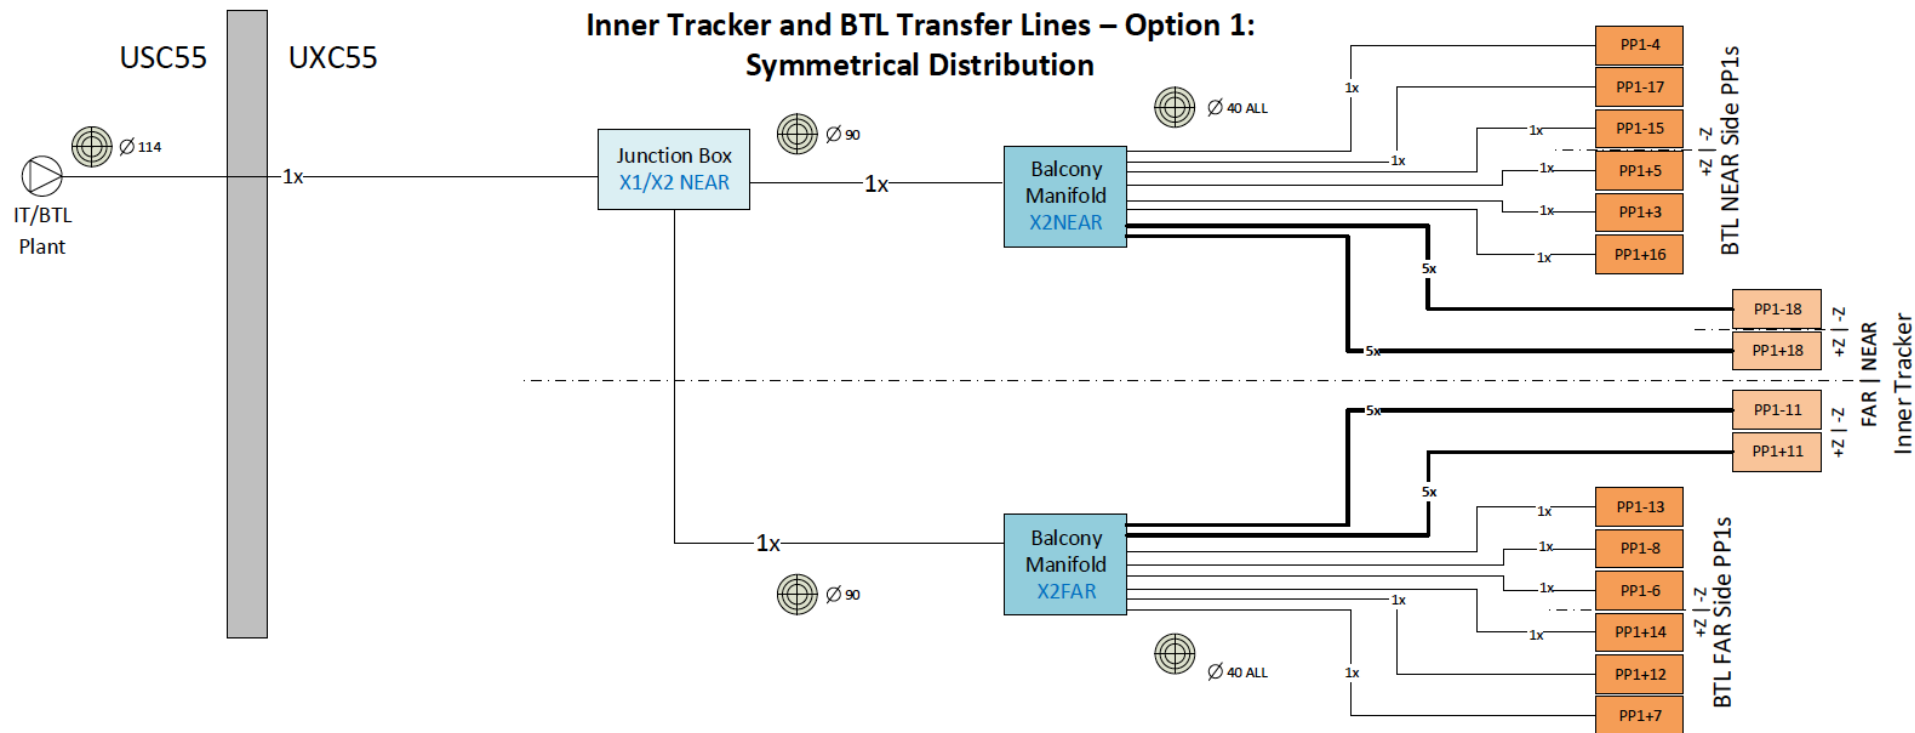 Inner Tracker and BTL Transfer Lines – Option 1:
Symmetrical Distribution
USC55
UXC55
Ø 114
IT/BTL
Plant
1x
Junction Box
X1/X2 NEAR
Ø 90
1x
Balcony
Manifold
X2NEAR
Ø 40 ALL
1x
1x
1x
1x
1x
1x
5x
5x
PP1-4
PP1-17
PP1-15
PP1+5
PP1+3
PP1+16
+Z | -Z
BTL NEAR Side PP1s
PP1-18
PP1+18
+Z | -Z
FAR | NEAR
Inner Tracker
PP1-11
PP1+11
+Z | -Z
5x
5x
1x
Ø 90
Balcony
Manifold
X2FAR
Ø 40 ALL
1x
1x
1x
1x
1x
1x
PP1-13
PP1-8
PP1-6
PP1+14
PP1+12
PP1+7
+Z | -Z
BTL FAR Side PP1s